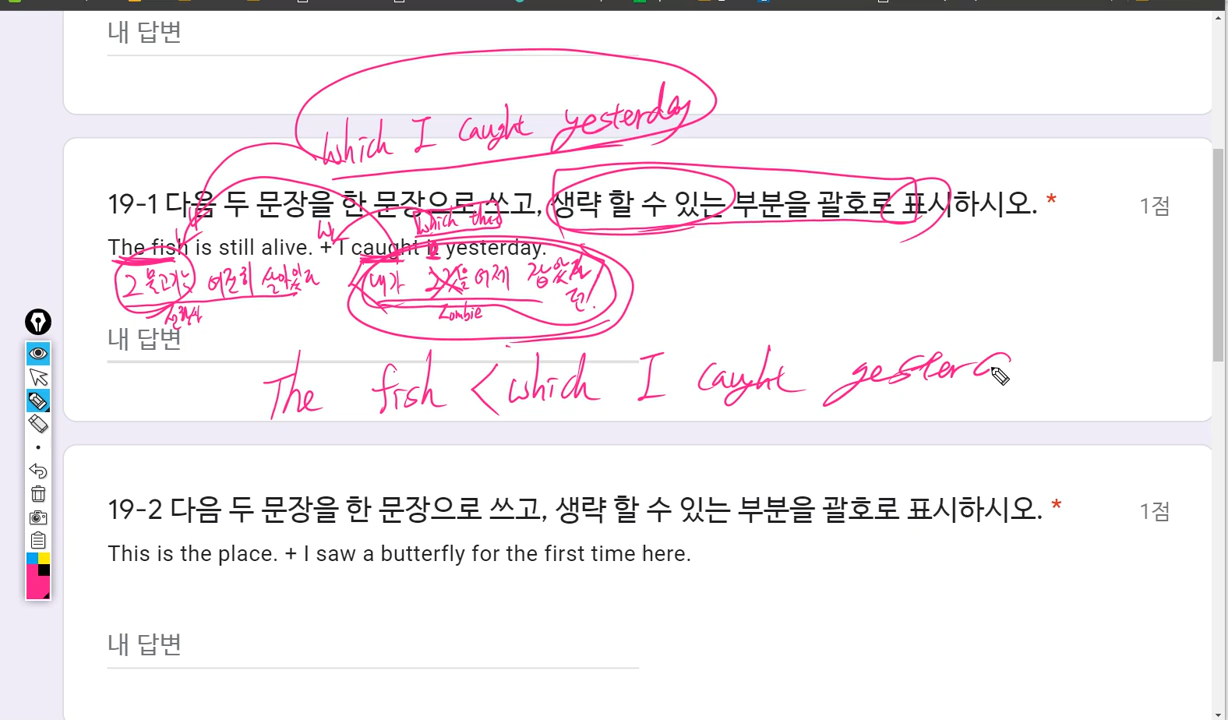 내 답변
which I caught yesterday
19-1 다음 두 문장을 한 문장으로 쓰고, 생략 할 수 있는 부분을 괄호로 표시하시오. * 1점
which that
The fish is still alive. + I caught it yesterday.
그 물고기는 여전히 살아있다 내가 그것을 어제 잡았다
선행사 Zombie
내 답변
The fish < which I caught yesterd
19-2 다음 두 문장을 한 문장으로 쓰고, 생략 할 수 있는 부분을 괄호로 표시하시오. * 1점
This is the place. + I saw a butterfly for the first time here.
내 답변